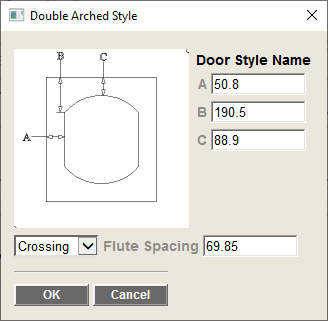 Double Arched Style
B C
A
Door Style Name
A 50.8
B 190.5
C 88.9
Crossing Flute Spacing 69.85
OK Cancel